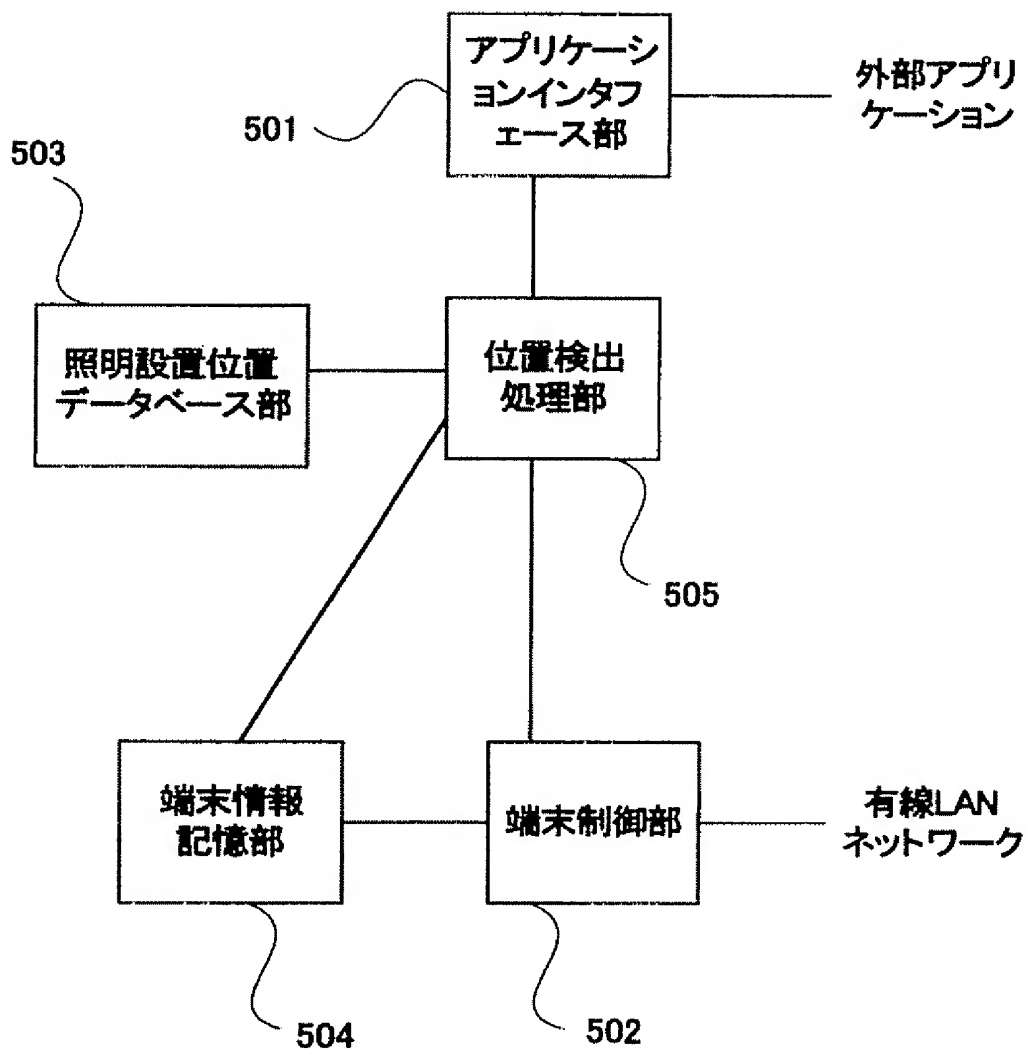 アプリケーシ
ョンインタフ
ェース部
外部アプリ
ケーション
501
503
照明設置位置
データベース部
位置検出
処理部
505
端末情報
記憶部
端末制御部
有線LAN
ネットワーク
504
502